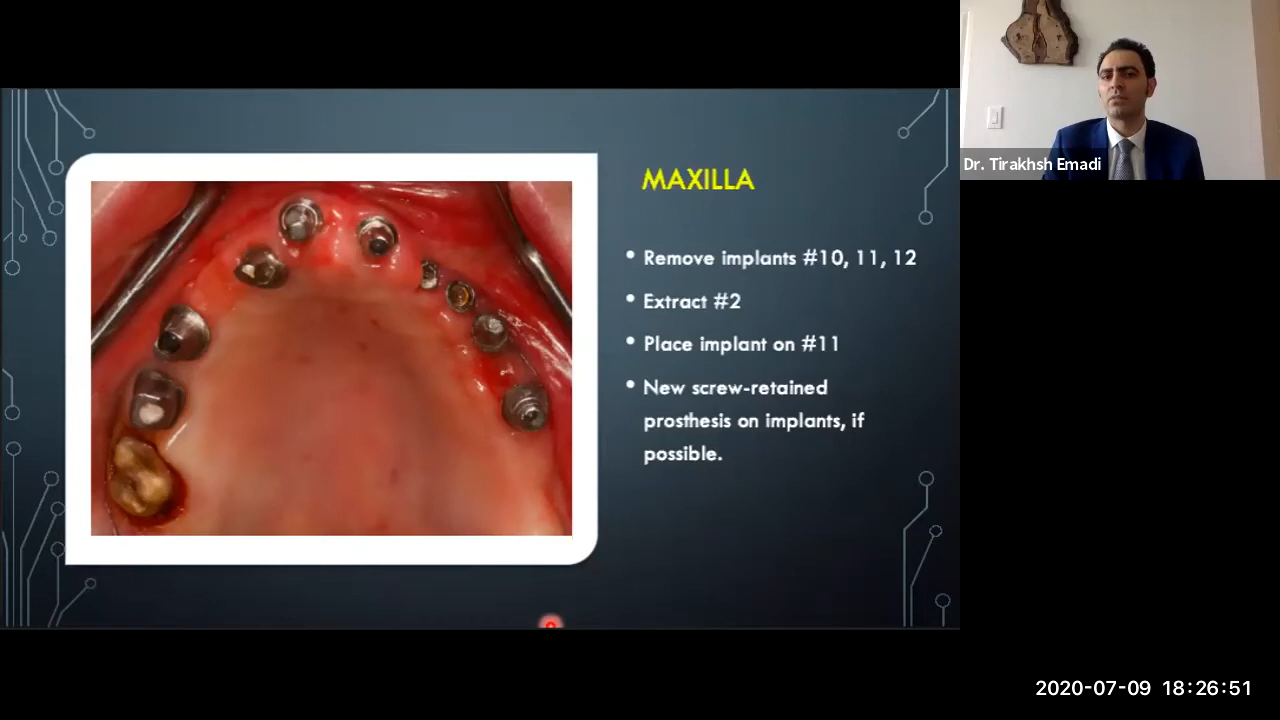 Dr. Tirakhsh Emadi
MAXILLA
• Remove implants #10, 11, 12
• Extract #2
• Place implant on #11
• New screw-retained
prosthesis on implants, if
possible.
2020-07-09 18:26:51